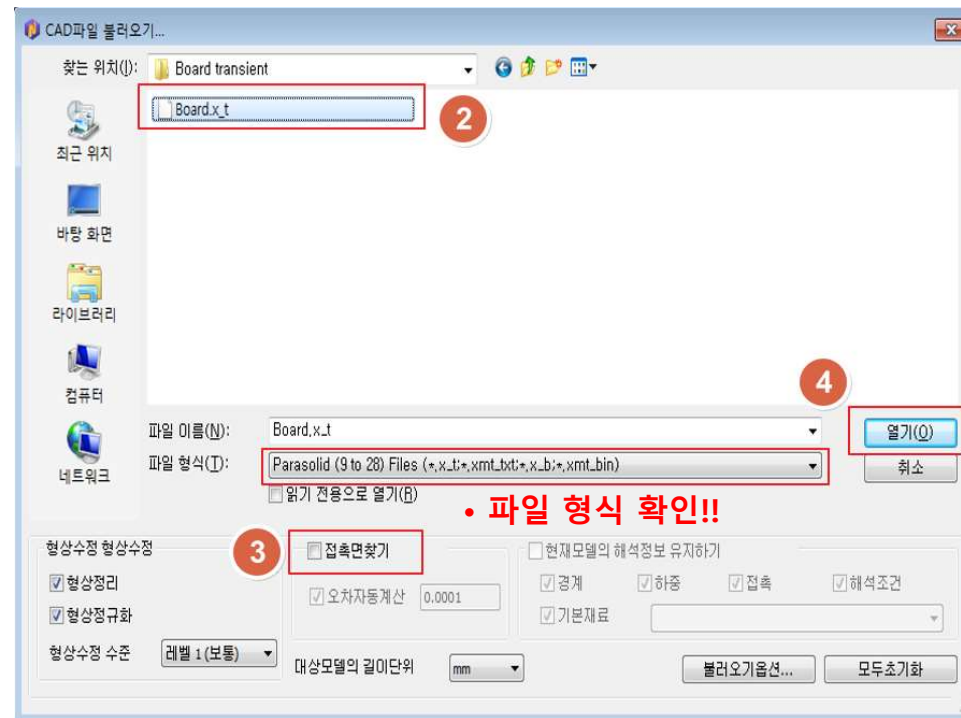 CAD파일 불러오기...
찾는 위치(I): Board transient
Board.x_t
2
최근 위치
바탕 화면
라이브러리
컴퓨터
네트워크
4
파일 이름(N): Board.x_t 열기(O)
파일 형식(T): Parasolid (9 to 28) Files (*.x_t;*.xmt_txt;*.x_b;*.xmt_bin) 취소
읽기 전용으로 열기(R)
• 파일 형식 확인!!
형상수정 형상수정 3 접촉면찾기 현재모델의 해석정보 유지하기
형상정리 오차자동계산 0.0001 경계 하중 접촉 해석조건
형상정규화 기본재료
형상수정 수준 레벨 1 (보통) 대상모델의 길이단위 mm 불러오기옵션... 모두초기화